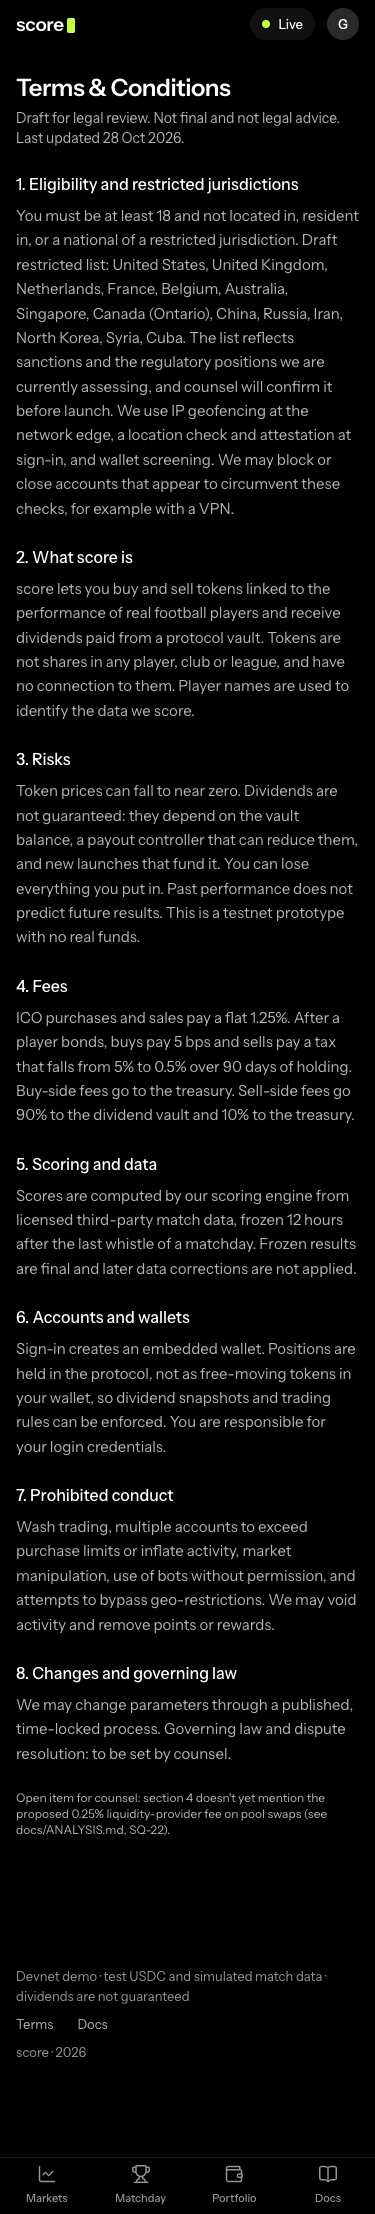 score
Live
G
Terms & Conditions
Draft for legal review. Not final and not legal advice.
Last updated 28 Oct 2026.
1. Eligibility and restricted jurisdictions
You must be at least 18 and not located in, resident
in, or a national of a restricted jurisdiction. Draft
restricted list: United States, United Kingdom,
Netherlands, France, Belgium, Australia,
Singapore, Canada (Ontario), China, Russia, Iran,
North Korea, Syria, Cuba. The list reflects
sanctions and the regulatory positions we are
currently assessing, and counsel will confirm it
before launch. We use IP geofencing at the
network edge, a location check and attestation at
sign-in, and wallet screening. We may block or
close accounts that appear to circumvent these
checks, for example with a VPN.
2. What score is
score lets you buy and sell tokens linked to the
performance of real football players and receive
dividends paid from a protocol vault. Tokens are
not shares in any player, club or league, and have
no connection to them. Player names are used to
identify the data we score.
3. Risks
Token prices can fall to near zero. Dividends are
not guaranteed: they depend on the vault
balance, a payout controller that can reduce them,
and new launches that fund it. You can lose
everything you put in. Past performance does not
predict future results. This is a testnet prototype
with no real funds.
4. Fees
ICO purchases and sales pay a flat 1.25%. After a
player bonds, buys pay 5 bps and sells pay a tax
that falls from 5% to 0.5% over 90 days of holding.
Buy-side fees go to the treasury. Sell-side fees go
90% to the dividend vault and 10% to the treasury.
5. Scoring and data
Scores are computed by our scoring engine from
licensed third-party match data, frozen 12 hours
after the last whistle of a matchday. Frozen results
are final and later data corrections are not applied.
6. Accounts and wallets
Sign-in creates an embedded wallet. Positions are
held in the protocol, not as free-moving tokens in
your wallet, so dividend snapshots and trading
rules can be enforced. You are responsible for
your login credentials.
7. Prohibited conduct
Wash trading, multiple accounts to exceed
purchase limits or inflate activity, market
manipulation, use of bots without permission, and
attempts to bypass geo-restrictions. We may void
activity and remove points or rewards.
8. Changes and governing law
We may change parameters through a published,
time-locked process. Governing law and dispute
resolution: to be set by counsel.
Open item for counsel: section 4 doesn't yet mention the
proposed 0.25% liquidity-provider fee on pool swaps (see
docs/ANALYSIS.md, SQ-22).
Devnet demo · test USDC and simulated match data ·
dividends are not guaranteed
Terms Docs
score · 2026
Markets Matchday Portfolio Docs